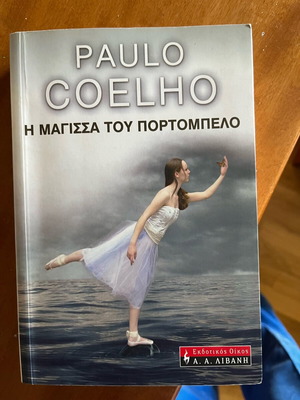 PAULO
COELHO
Η ΜΑΓΙΣΣΑ ΤΟΥ ΠΟΡΤΟΜΠΕΛΟ
Εκδοτικός Οίκος
Α. Α. ΛΙΒΑΝΗ